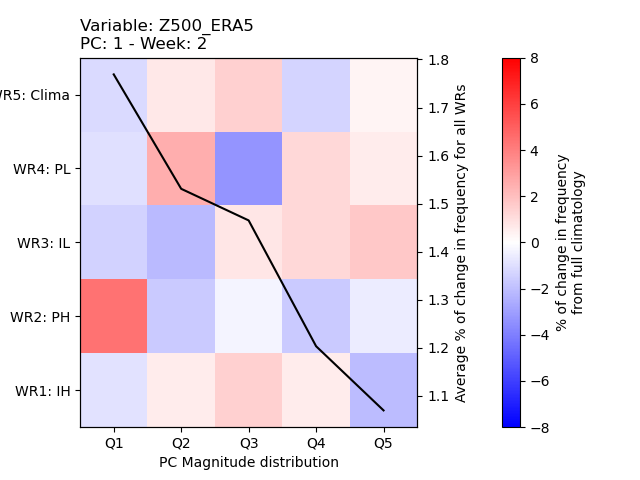 Variable: Z500_ERA5
PC: 1 - Week: 2
WR5: Clima
WR4: PL
WR3: IL
WR2: PH
WR1: IH
Q1 Q2 Q3 Q4 Q5
PC Magnitude distribution
1.8
1.7
1.6
1.5
1.4
1.3
1.2
1.1
Average % of change in frequency for all WRs
8
6
4
2
0
−2
−4
−6
−8
% of change in frequency
from full climatology